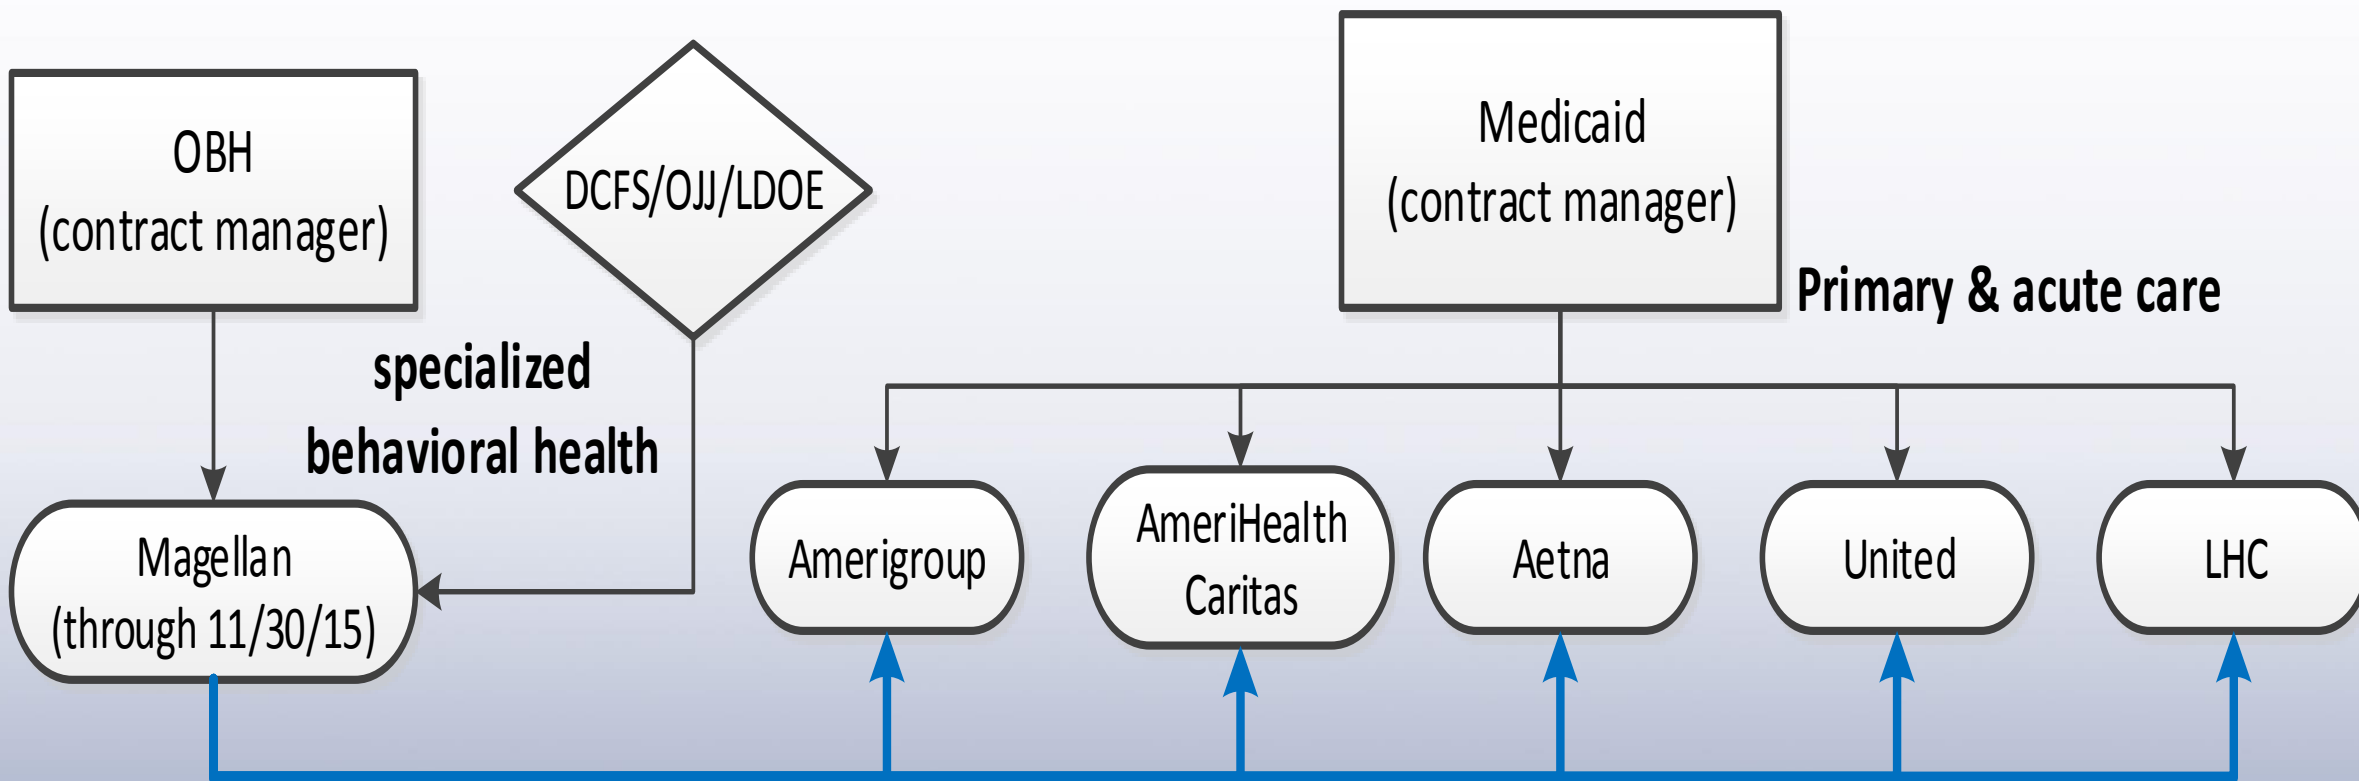 OBH
(contract manager)
DCFS/OJJ/LDOE
Medicaid
(contract manager)
Primary & acute care
specialized
behavioral health
Magellan
(through 11/30/15)
Amerigroup
AmeriHealth
Caritas
Aetna
United
LHC